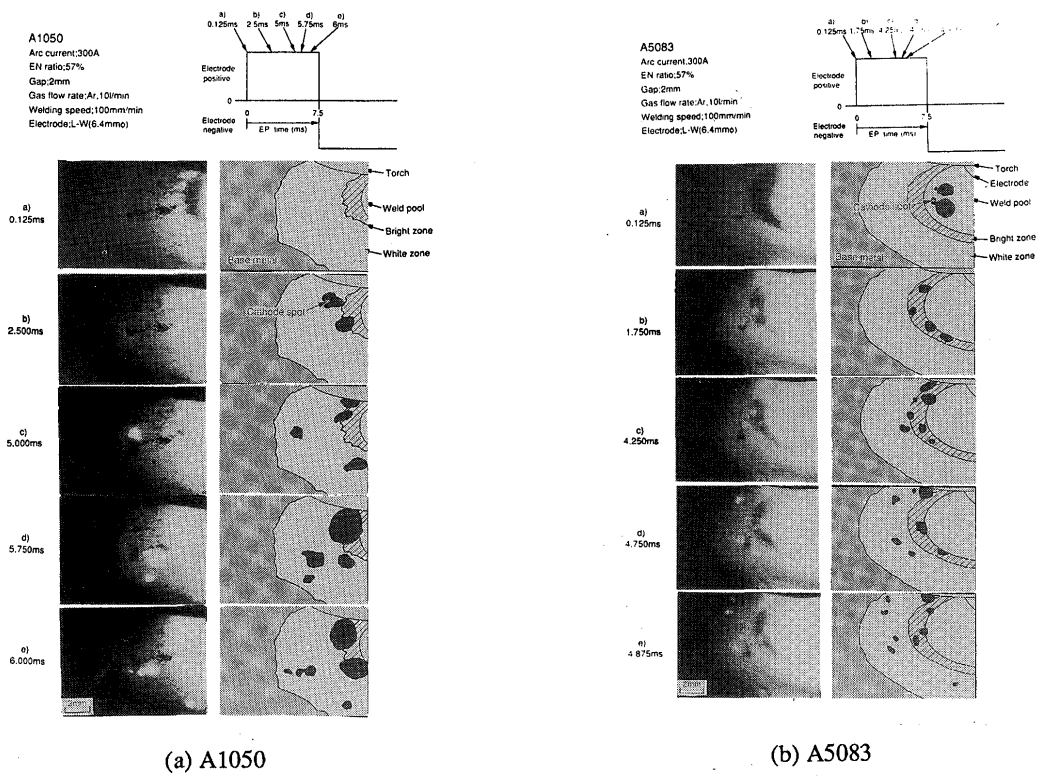 a)
0.125ms
b)
2.5ms
c)
5ms
d)
5.75ms
e)
6ms
A1050
Arc current;300A
EN ratio;57%
Gap;2mm
Gas flow rate;Ar,10l/min
Welding speed;100mm/min
Electrode;L-W(6.4mmo)
Electrode
positive
0
0
7.5
Electrode
negative
EP time (ms)
a)
0.125ms
Torch
Weld pool
Bright zone
White zone
Base metal
b)
2.500ms
Cathode spot
c)
5.000ms
d)
5.750ms
e)
6.000ms
2mm
(a) A1050
a)
0.125ms
b)
1.75ms
c)
A5083
Arc current,300A
EN ratio;57%
Gap;2mm
Gas flow rate;Ar,10l/min
Welding speed;100mm/min
Electrode;L-W(6.4mmo)
Electrode
positive
0
0
7.5
Electrode
negative
EP time (ms)
a)
0.125ms
Torch
Electrode
Weld pool
Bright zone
White zone
Cathode spot
Base metal
b)
1.750ms
c)
4.250ms
d)
4.750ms
e)
4.875ms
2mm
(b) A5083